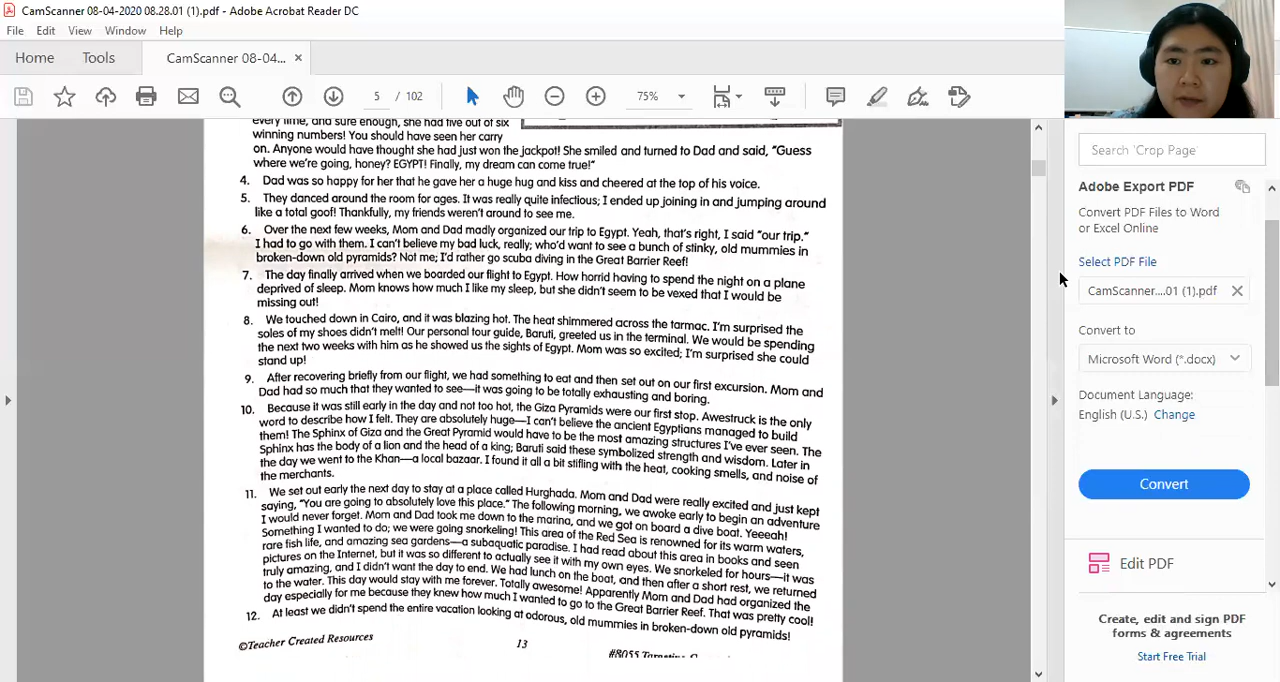 CamScanner 08-04-2020 08.28.01 (1).pdf - Adobe Acrobat Reader DC
File Edit View Window Help
Home Tools CamScanner 08-04... ×
5 / 102 75%
every time, and sure enough, she had five out of six
winning numbers! You should have seen her carry
on. Anyone would have thought she had just won the jackpot! She smiled and turned to Dad and said, "Guess
where we're going, honey? EGYPT! Finally, my dream can come true!"
4. Dad was so happy for her that he gave her a huge hug and kiss and cheered at the top of his voice.
5. They danced around the room for ages. It was really quite infectious; I ended up joining in and jumping around
like a total goof! Thankfully, my friends weren't around to see me.
6. Over the next few weeks, Mom and Dad madly organized our trip to Egypt. Yeah, that's right, I said "our trip."
I had to go with them. I can't believe my bad luck, really; who'd want to see a bunch of stinky, old mummies in
broken-down old pyramids? Not me; I'd rather go scuba diving in the Great Barrier Reef!
7. The day finally arrived when we boarded our flight to Egypt. How horrid having to spend the night on a plane
deprived of sleep. Mom knows how much I like my sleep, but she didn't seem to be vexed that I would be
missing out!
8. We touched down in Cairo, and it was blazing hot. The heat shimmered across the tarmac. I'm surprised the
soles of my shoes didn't melt! Our personal tour guide, Baruti, greeted us in the terminal. We would be spending
the next two weeks with him as he showed us the sights of Egypt. Mom was so excited; I'm surprised she could
stand up!
9. After recovering briefly from our flight, we had something to eat and then set out on our first excursion. Mom and
Dad had so much that they wanted to see—it was going to be totally exhausting and boring.
10. Because it was still early in the day and not too hot, the Giza Pyramids were our first stop. Awestruck is the only
word to describe how I felt. They are absolutely huge—I can't believe the ancient Egyptians managed to build
them! The Sphinx of Giza and the Great Pyramid would have to be the most amazing structures I've ever seen. The
Sphinx has the body of a lion and the head of a king; Baruti said these symbolized strength and wisdom. Later in
the day we went to the Khan—a local bazaar. I found it all a bit stifling with the heat, cooking smells, and noise of
the merchants.
11. We set out early the next day to stay at a place called Hurghada. Mom and Dad were really excited and just kept
saying, "You are going to absolutely love this place." The following morning, we awoke early to begin an adventure
I would never forget. Mom and Dad took me down to the marina, and we got on board a dive boat. Yeeeah!
Something I wanted to do; we were going snorkeling! This area of the Red Sea is renowned for its warm waters,
rare fish life, and amazing sea gardens—a subaquatic paradise. I had read about this area in books and seen
pictures on the Internet, but it was so different to actually see it with my own eyes. We snorkeled for hours—it was
truly amazing, and I didn't want the day to end. We had lunch on the boat, and then after a short rest, we returned
to the water. This day would stay with me forever. Totally awesome! Apparently Mom and Dad had organized the
day especially for me because they knew how much I wanted to go to the Great Barrier Reef. That was pretty cool!
12. At least we didn't spend the entire vacation looking at odorous, old mummies in broken-down old pyramids!
©Teacher Created Resources 13 #8055
Search 'Crop Page'
Adobe Export PDF
Convert PDF Files to Word
or Excel Online
Select PDF File
CamScanner....01 (1).pdf ×
Convert to
Microsoft Word (*.docx)
Document Language:
English (U.S.) Change
Convert
Edit PDF
Create, edit and sign PDF
forms & agreements
Start Free Trial